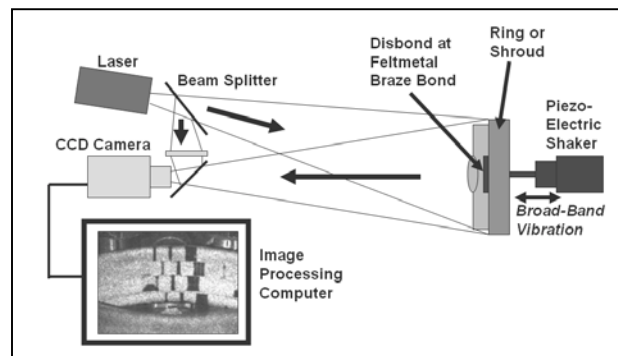 Laser
Beam Splitter
CCD Camera
Disbond at
Feltmetal
Braze Bond
Ring or
Shroud
Piezo-
Electric
Shaker
Broad-Band
Vibration
Image
Processing
Computer